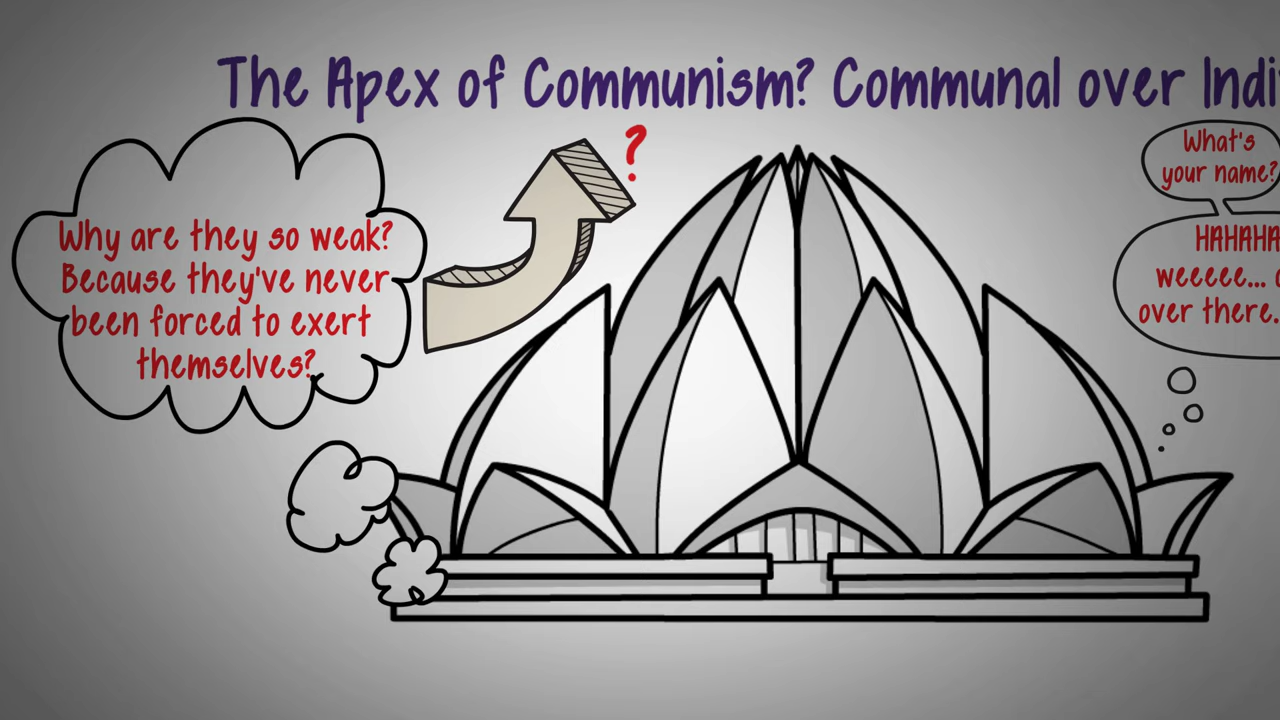 The Apex of Communism? Communal over Indi
?
Why are they so weak?
Because they've never
been forced to exert
themselves?
What's
your name?
HAHAHA
weeeee...
over there.